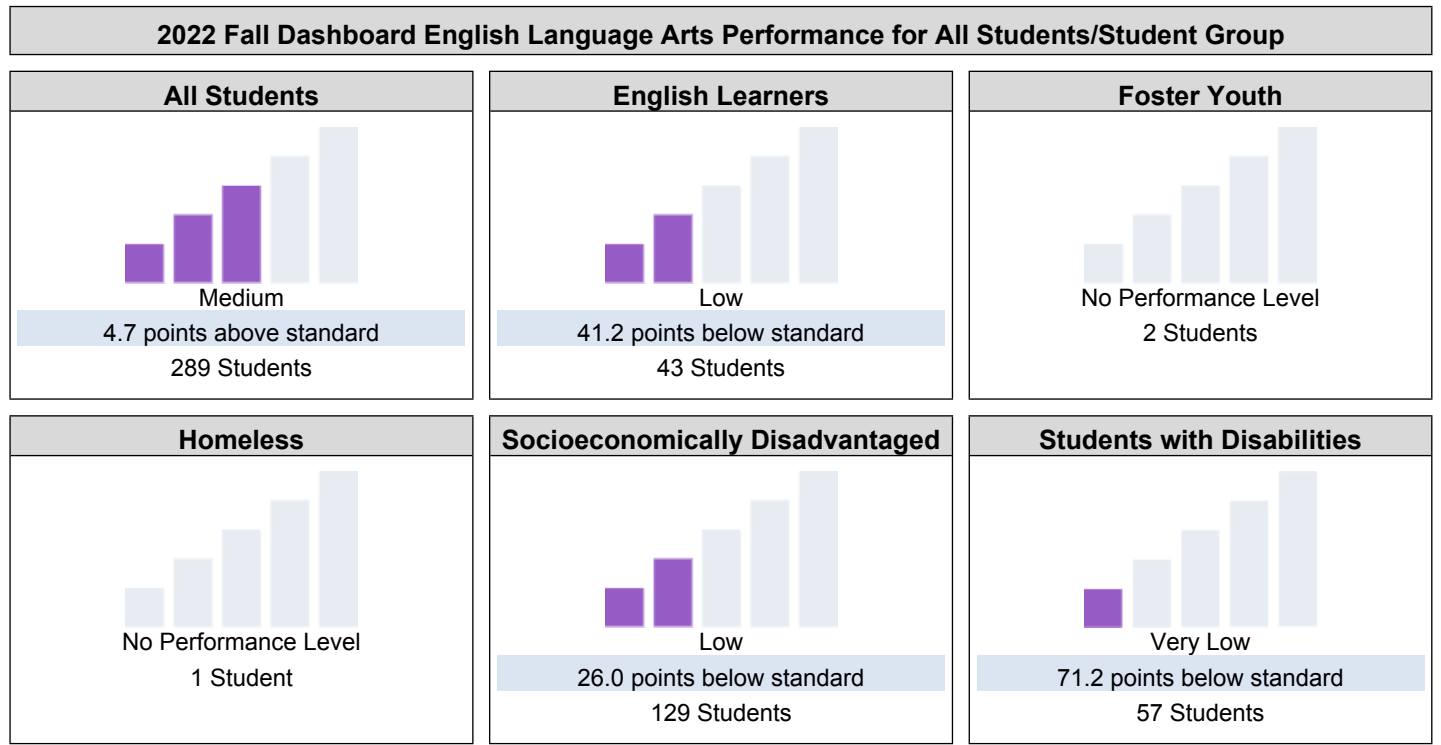 2022 Fall Dashboard English Language Arts Performance for All Students/Student Group
All Students
Medium
4.7 points above standard
289 Students
English Learners
Low
41.2 points below standard
43 Students
Foster Youth
No Performance Level
2 Students
Homeless
No Performance Level
1 Student
Socioeconomically Disadvantaged
Low
26.0 points below standard
129 Students
Students with Disabilities
Very Low
71.2 points below standard
57 Students